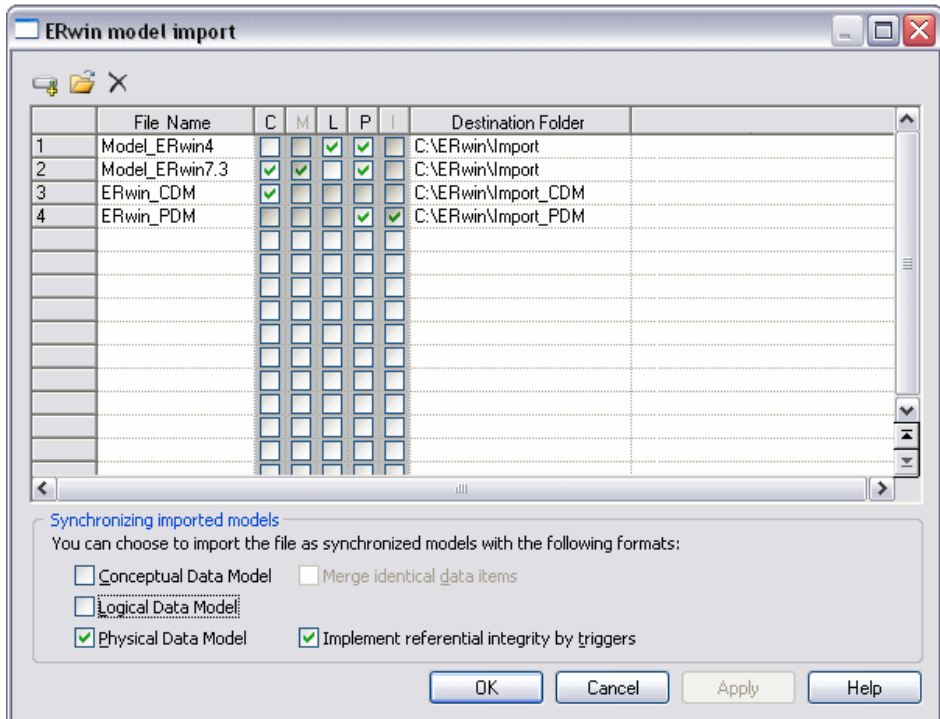 ERwin model import
File Name C M L P I Destination Folder
1 Model_ERwin4 C:\ERwin\Import
2 Model_ERwin7.3 C:\ERwin\Import
3 ERwin_CDM C:\ERwin\Import_CDM
4 ERwin_PDM C:\ERwin\Import_PDM
Synchronizing imported models
You can choose to import the file as synchronized models with the following formats:
Conceptual Data Model Merge identical data items
Logical Data Model
Physical Data Model Implement referential integrity by triggers
OK Cancel Apply Help